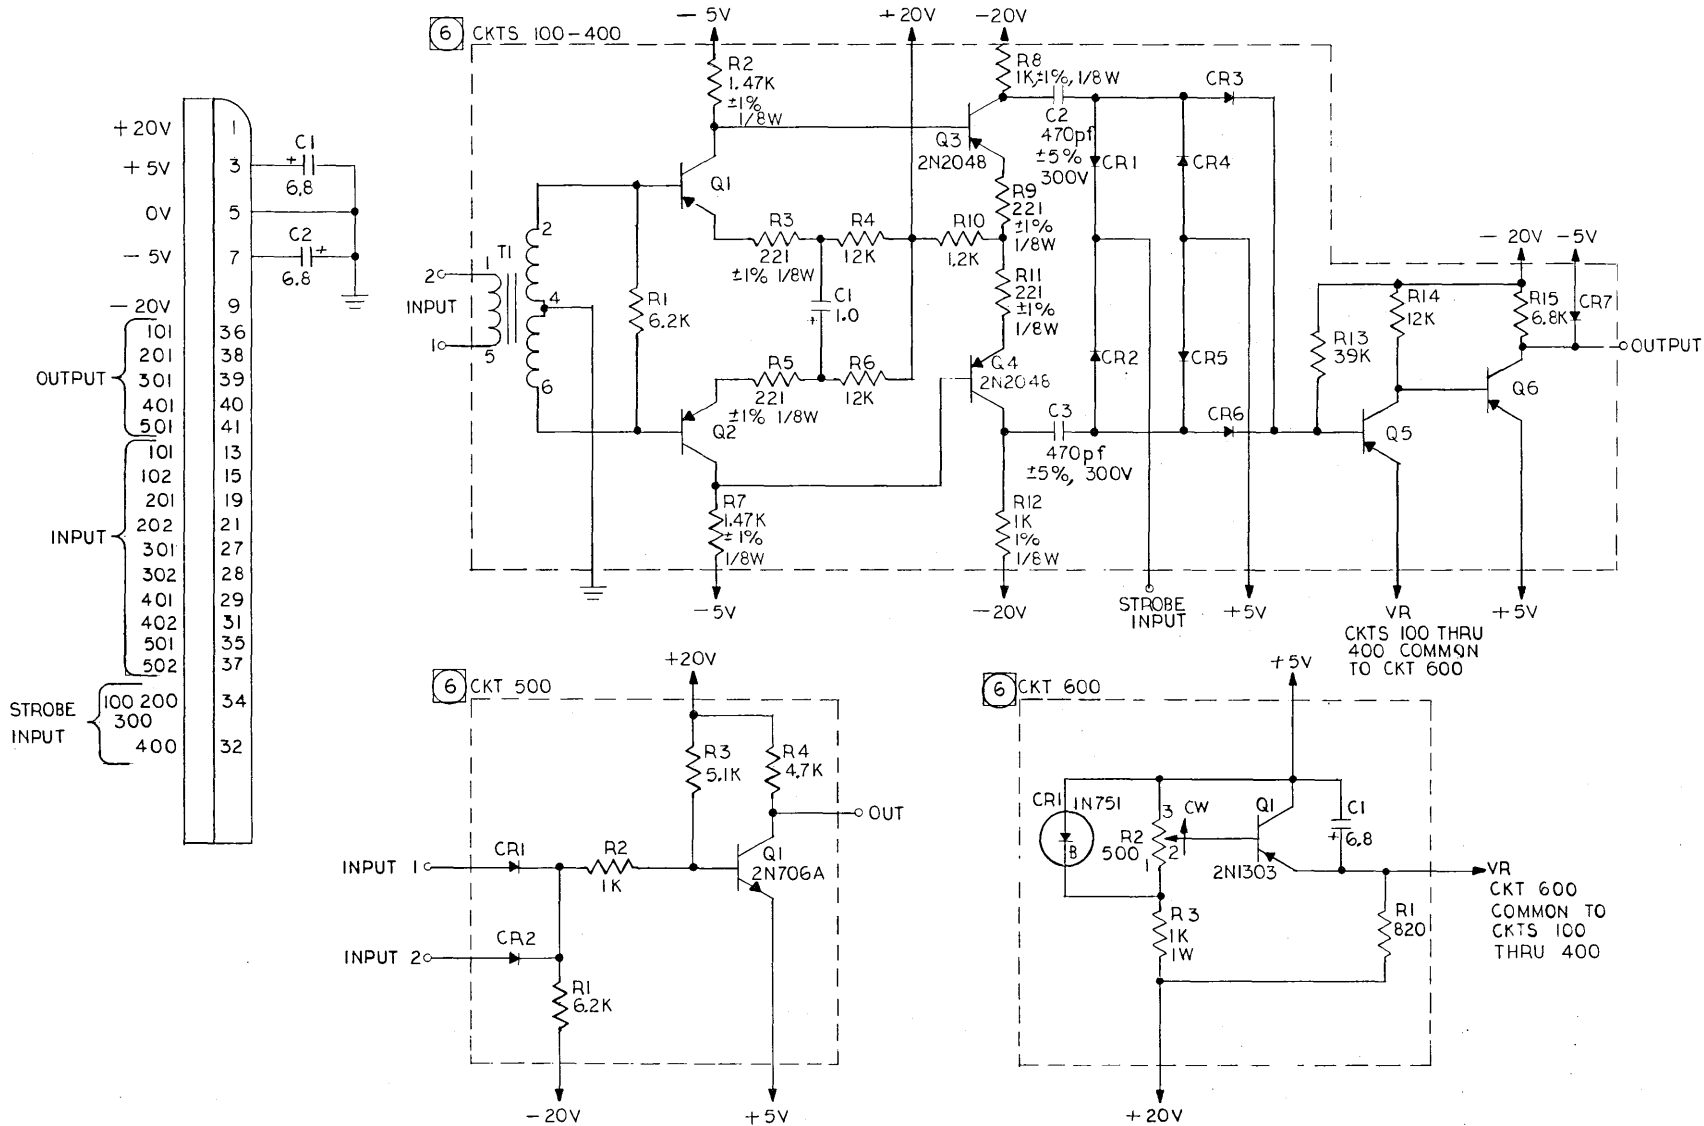 +20V 1
+5V 3
0V 5
-5V 7
-20V 9
C1
+
6.8
C2
+
6.8
OUTPUT
101 36
201 38
301 39
401 40
501 41
INPUT
101 13
102 15
201 19
202 21
301 27
302 28
401 29
402 31
501 35
502 37
STROBE
INPUT
100 200 34
300
400 32
6 CKTS 100-400
-5V
+20V
-20V
R2
1.47K
±1%
1/8W
R8
1K,±1%, 1/8W
CR3
C2
470pf
±5%
300V
Q3
2N2048
CR1
CR4
Q1
R9
221
±1%
1/8W
R3
221
±1% 1/8W
R4
12K
R10
1.2K
T1
2
INPUT
1
1
5
2
4
6
R1
6.2K
C1
1.0
+
R11
221
±1%
1/8W
R5
221
±1% 1/8W
R6
12K
Q4
2N2048
CR2
CR5
Q2
C3
470pf
±5%, 300V
CR6
R7
1.47K
±1%
1/8W
R12
1K
1%
1/8W
-5V
-20V
STROBE
INPUT
+5V
-20V
-5V
R14
12K
R15
6.8K
CR7
R13
39K
OUTPUT
Q6
Q5
VR
CKTS 100 THRU
400 COMMON
TO CKT 600
+5V
6 CKT 500
+20V
R3
5.1K
R4
4.7K
OUT
INPUT 1
CR1
R2
1K
Q1
2N706A
INPUT 2
CR2
R1
6.2K
-20V
+5V
6 CKT 600
+5V
CR1
1N751
B
3
R2
500
2
1
CW
Q1
2N1303
C1
+
6.8
R3
1K
1W
R1
820
VR
CKT 600
COMMON TO
CKTS 100
THRU 400
+20V